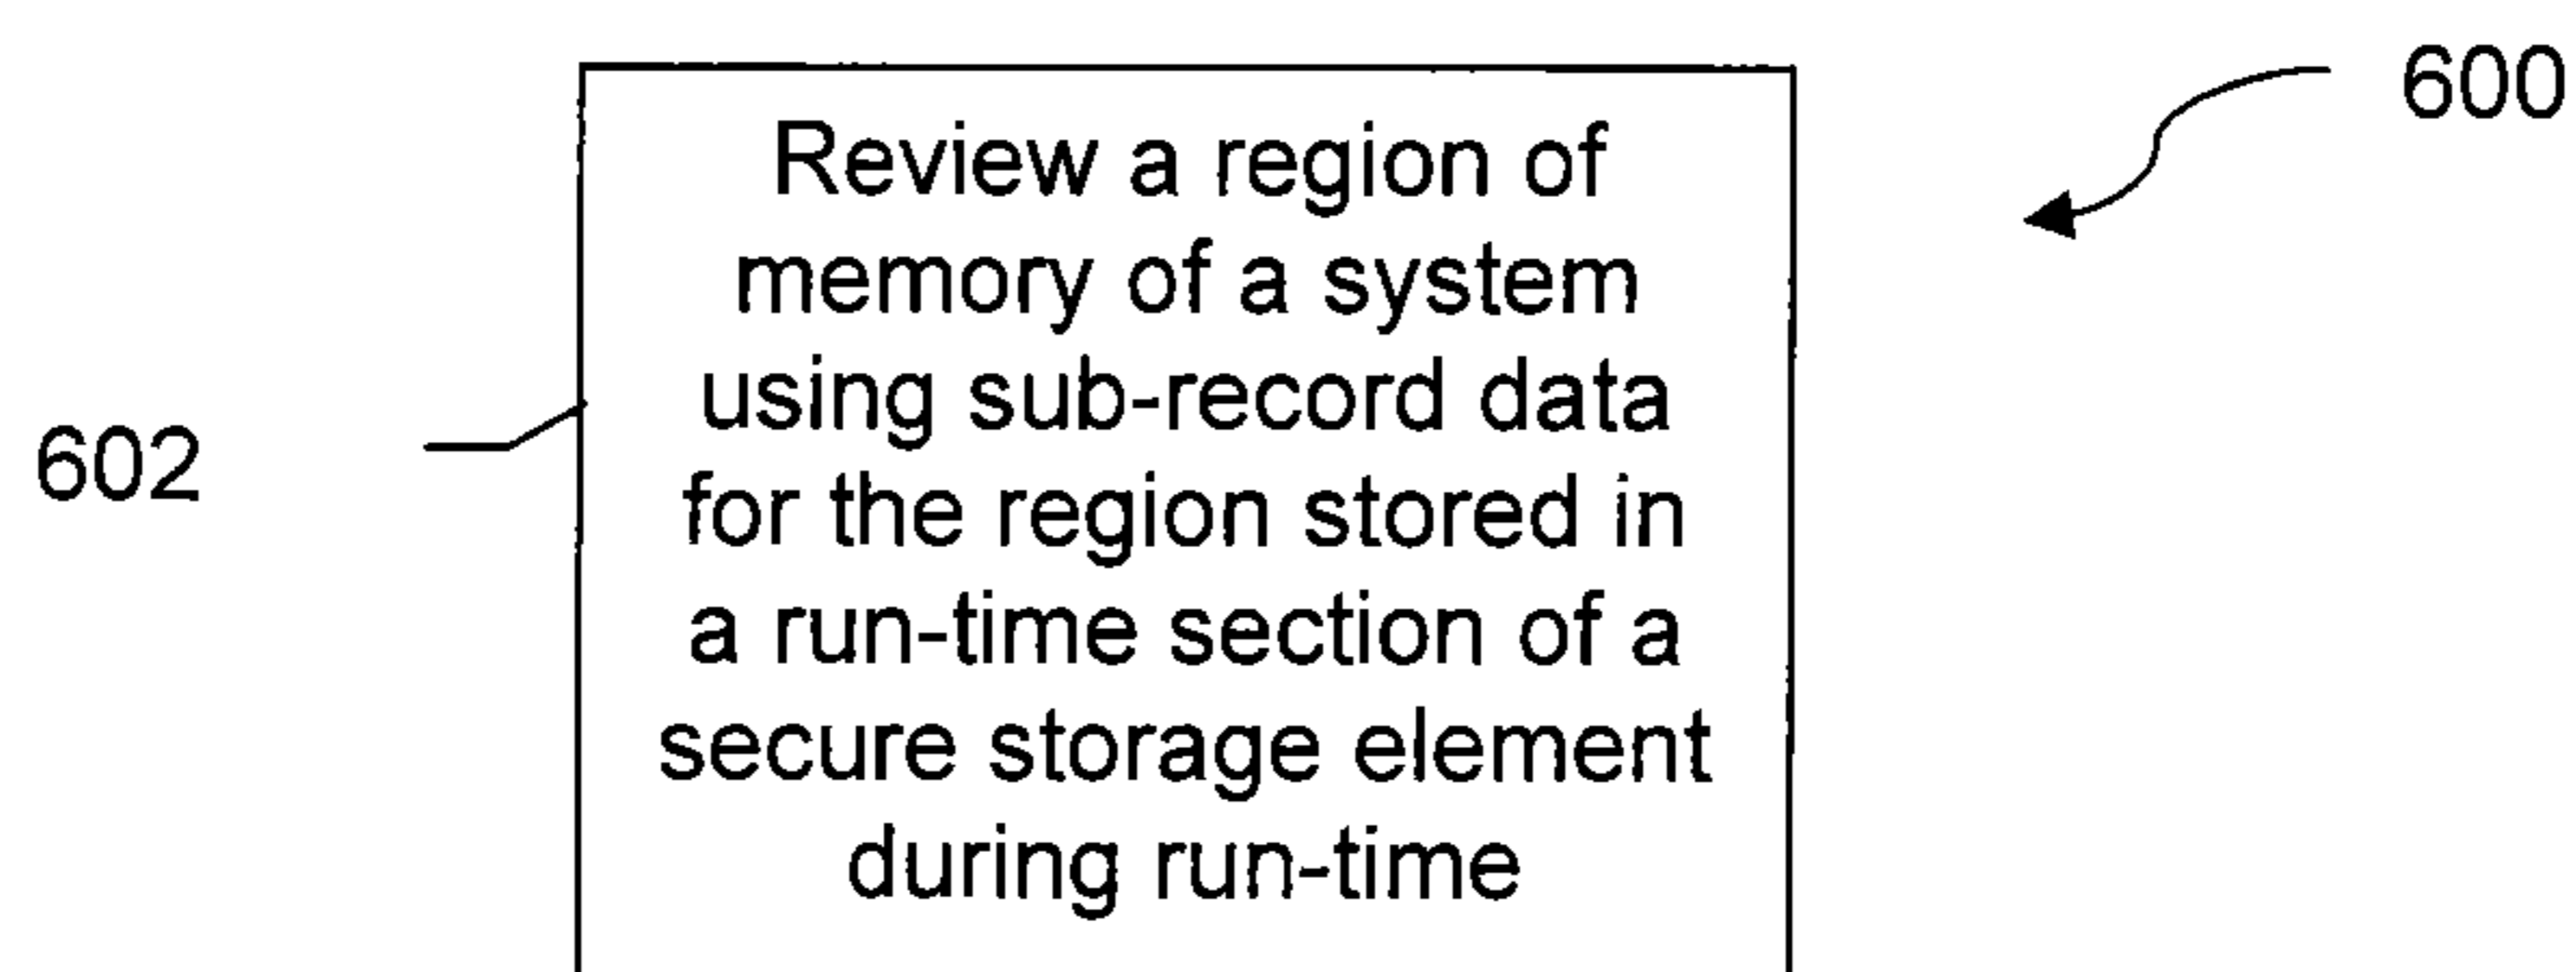 600
Review a region of
memory of a system
using sub-record data
for the region stored in
a run-time section of a
secure storage element
during run-time
602